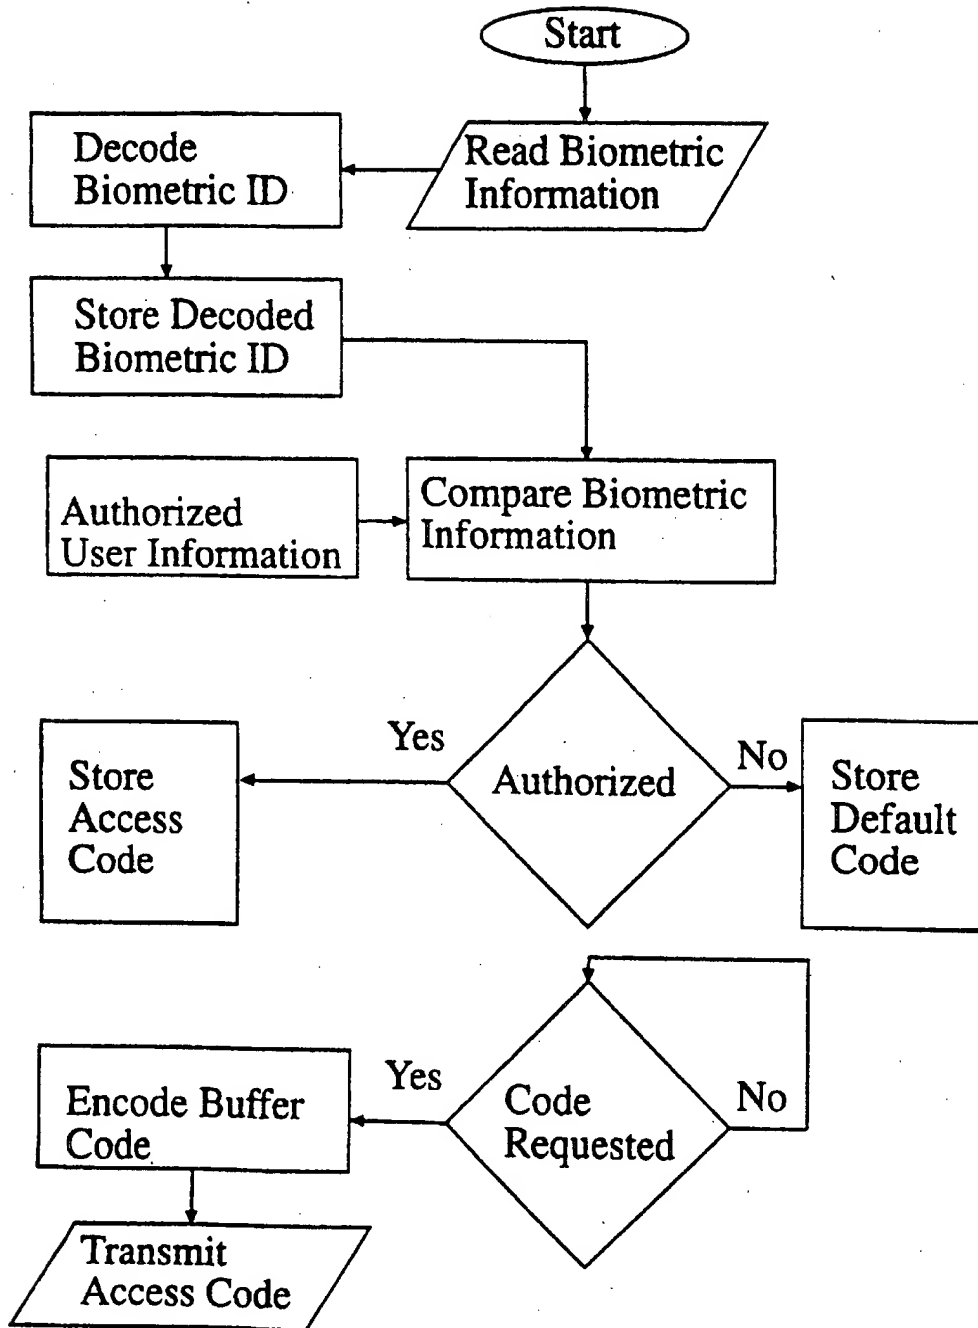 Start
Read Biometric
Information
Decode
Biometric ID
Store Decoded
Biometric ID
Authorized
User Information
Compare Biometric
Information
Authorized
Yes
No
Store
Access
Code
Store
Default
Code
Code
Requested
Yes
No
Encode Buffer
Code
Transmit
Access Code